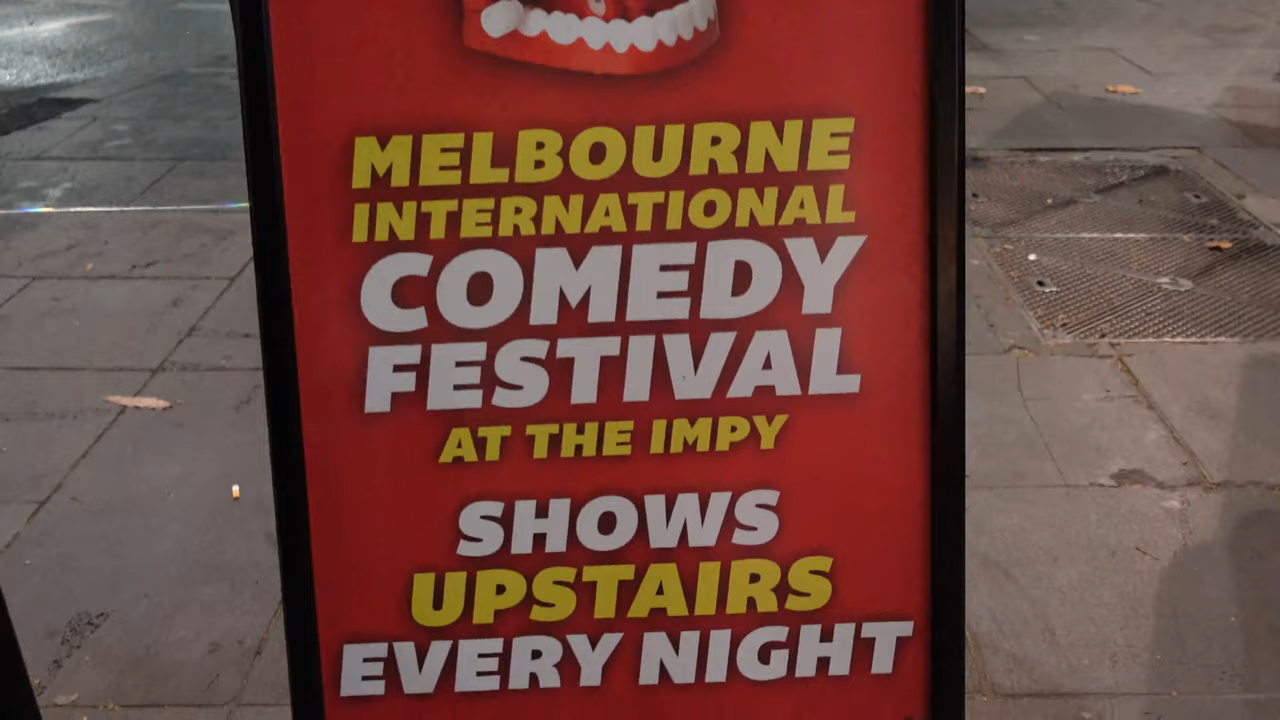 MELBOURNE
INTERNATIONAL
COMEDY
FESTIVAL
AT THE IMPY
SHOWS
UPSTAIRS
EVERY NIGHT